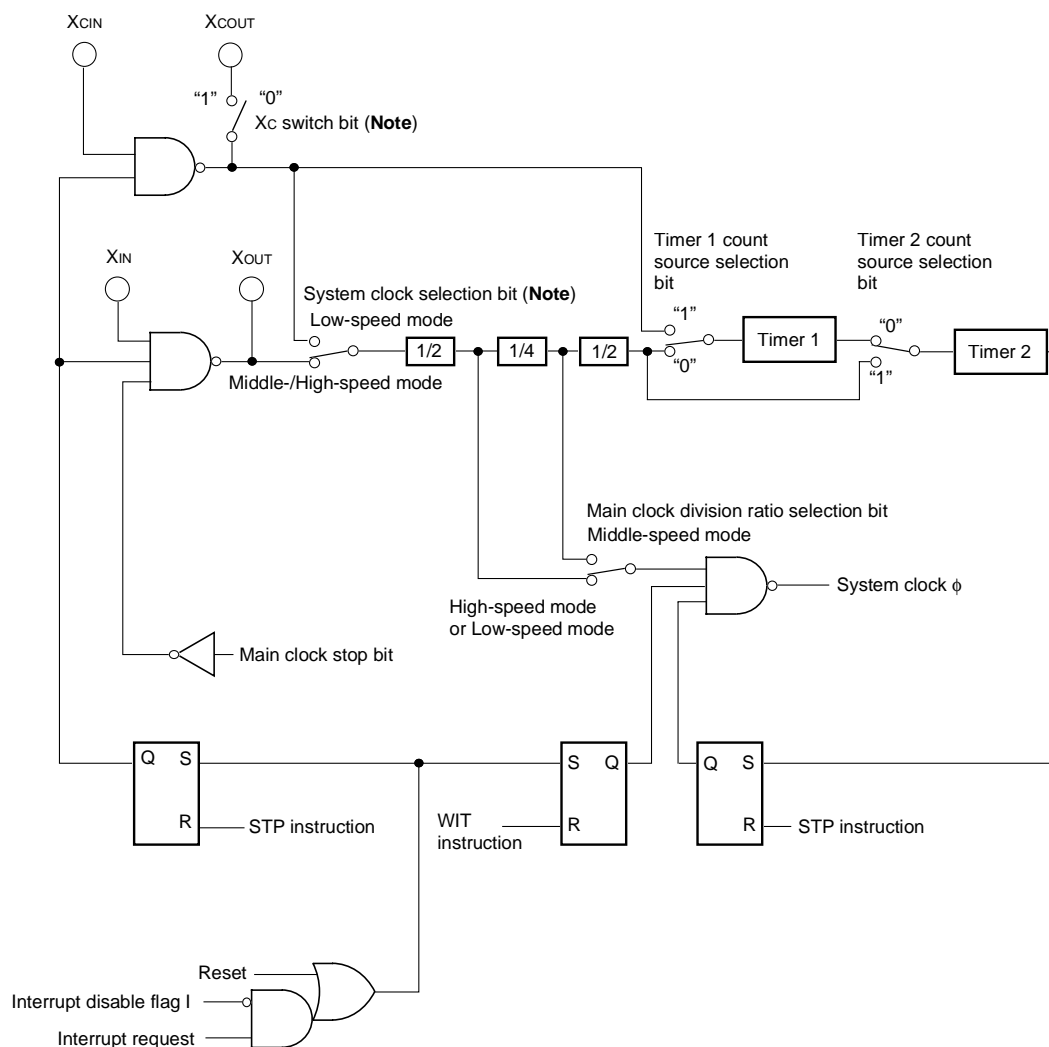 XCIN
XCOUT
“1” “0”
XC switch bit (Note)
XIN
XOUT
Timer 1 count
source selection
bit
Timer 2 count
source selection
bit
System clock selection bit (Note)
Low-speed mode
“1”
“0”
1/2
1/4
1/2
Timer 1
Timer 2
Middle-/High-speed mode
“0”
“1”
Main clock division ratio selection bit
Middle-speed mode
System clock ϕ
High-speed mode
or Low-speed mode
Main clock stop bit
Q S
R
STP instruction
S Q
R
WIT
instruction
Q S
R
STP instruction
Reset
Interrupt disable flag I
Interrupt request